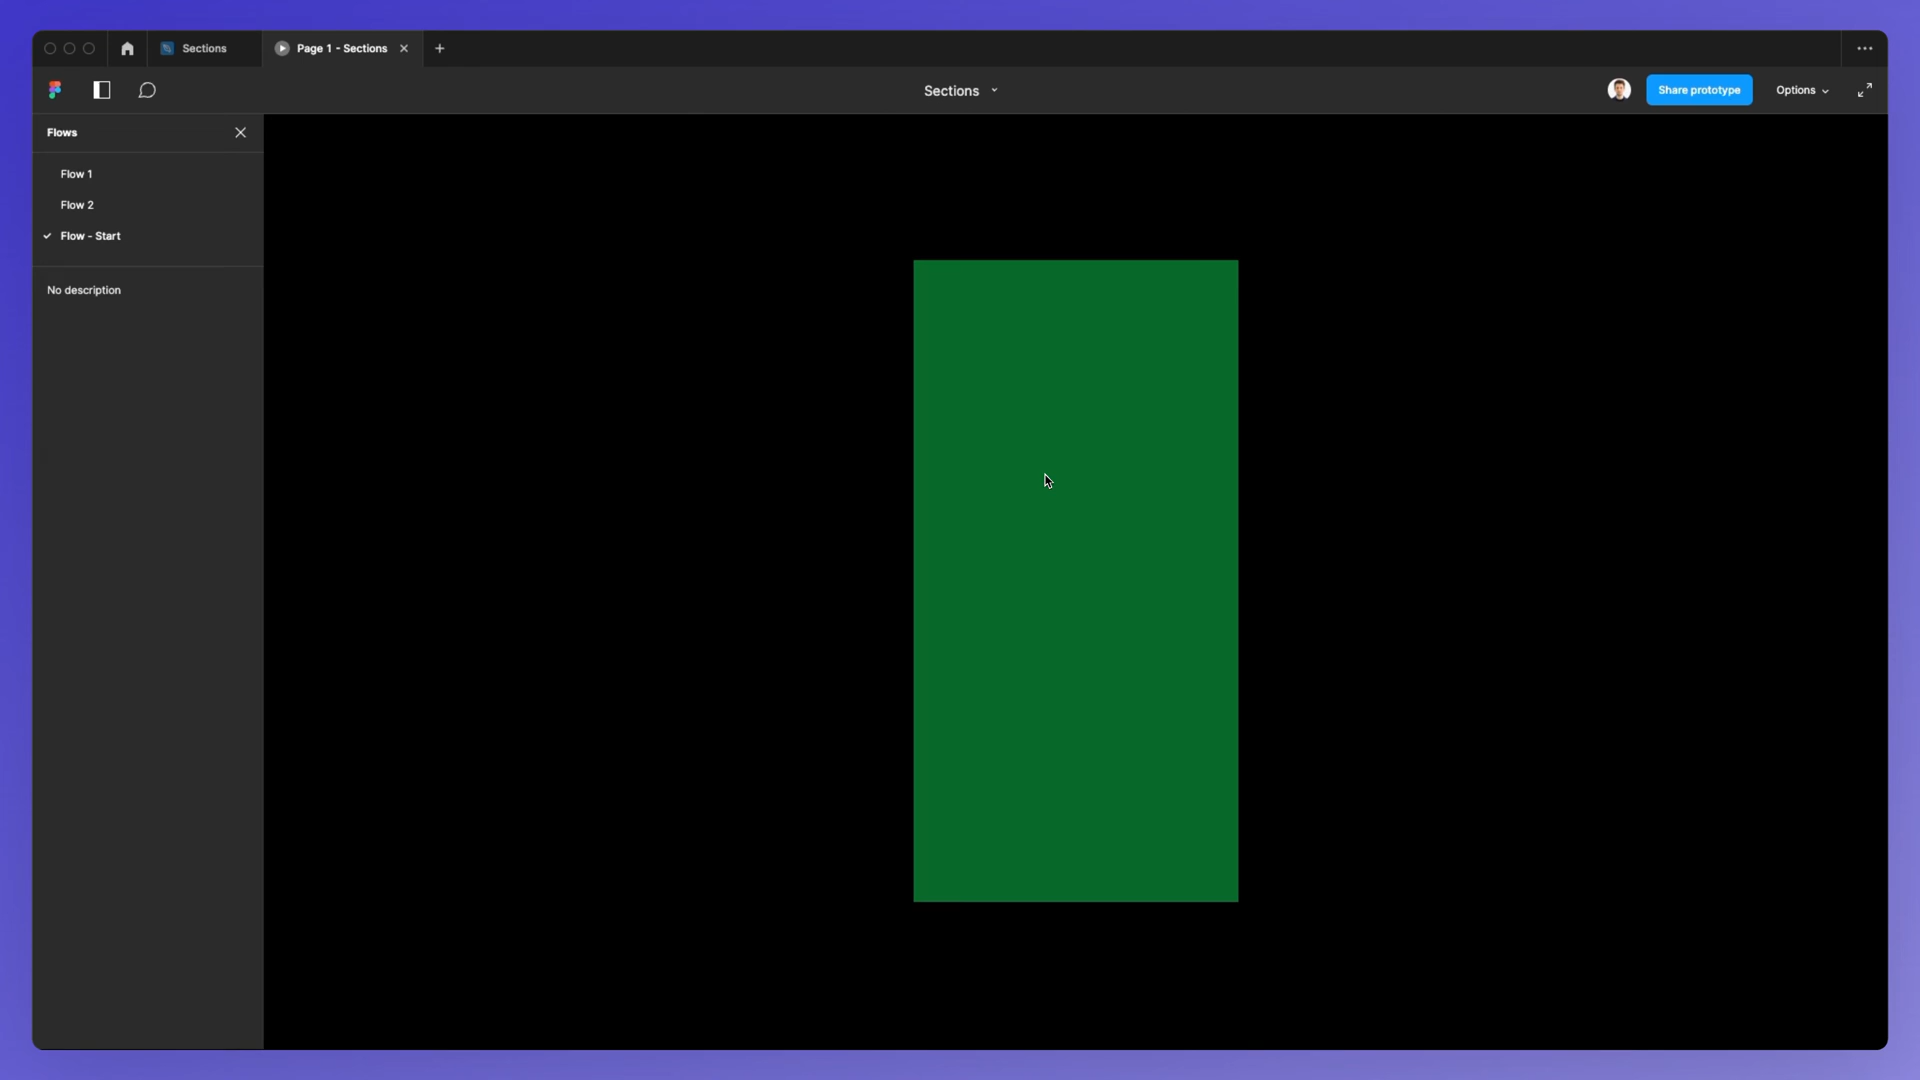 Sections
Page 1 - Sections
Sections
Share prototype
Options
Flows
Flow 1
Flow 2
Flow - Start
No description